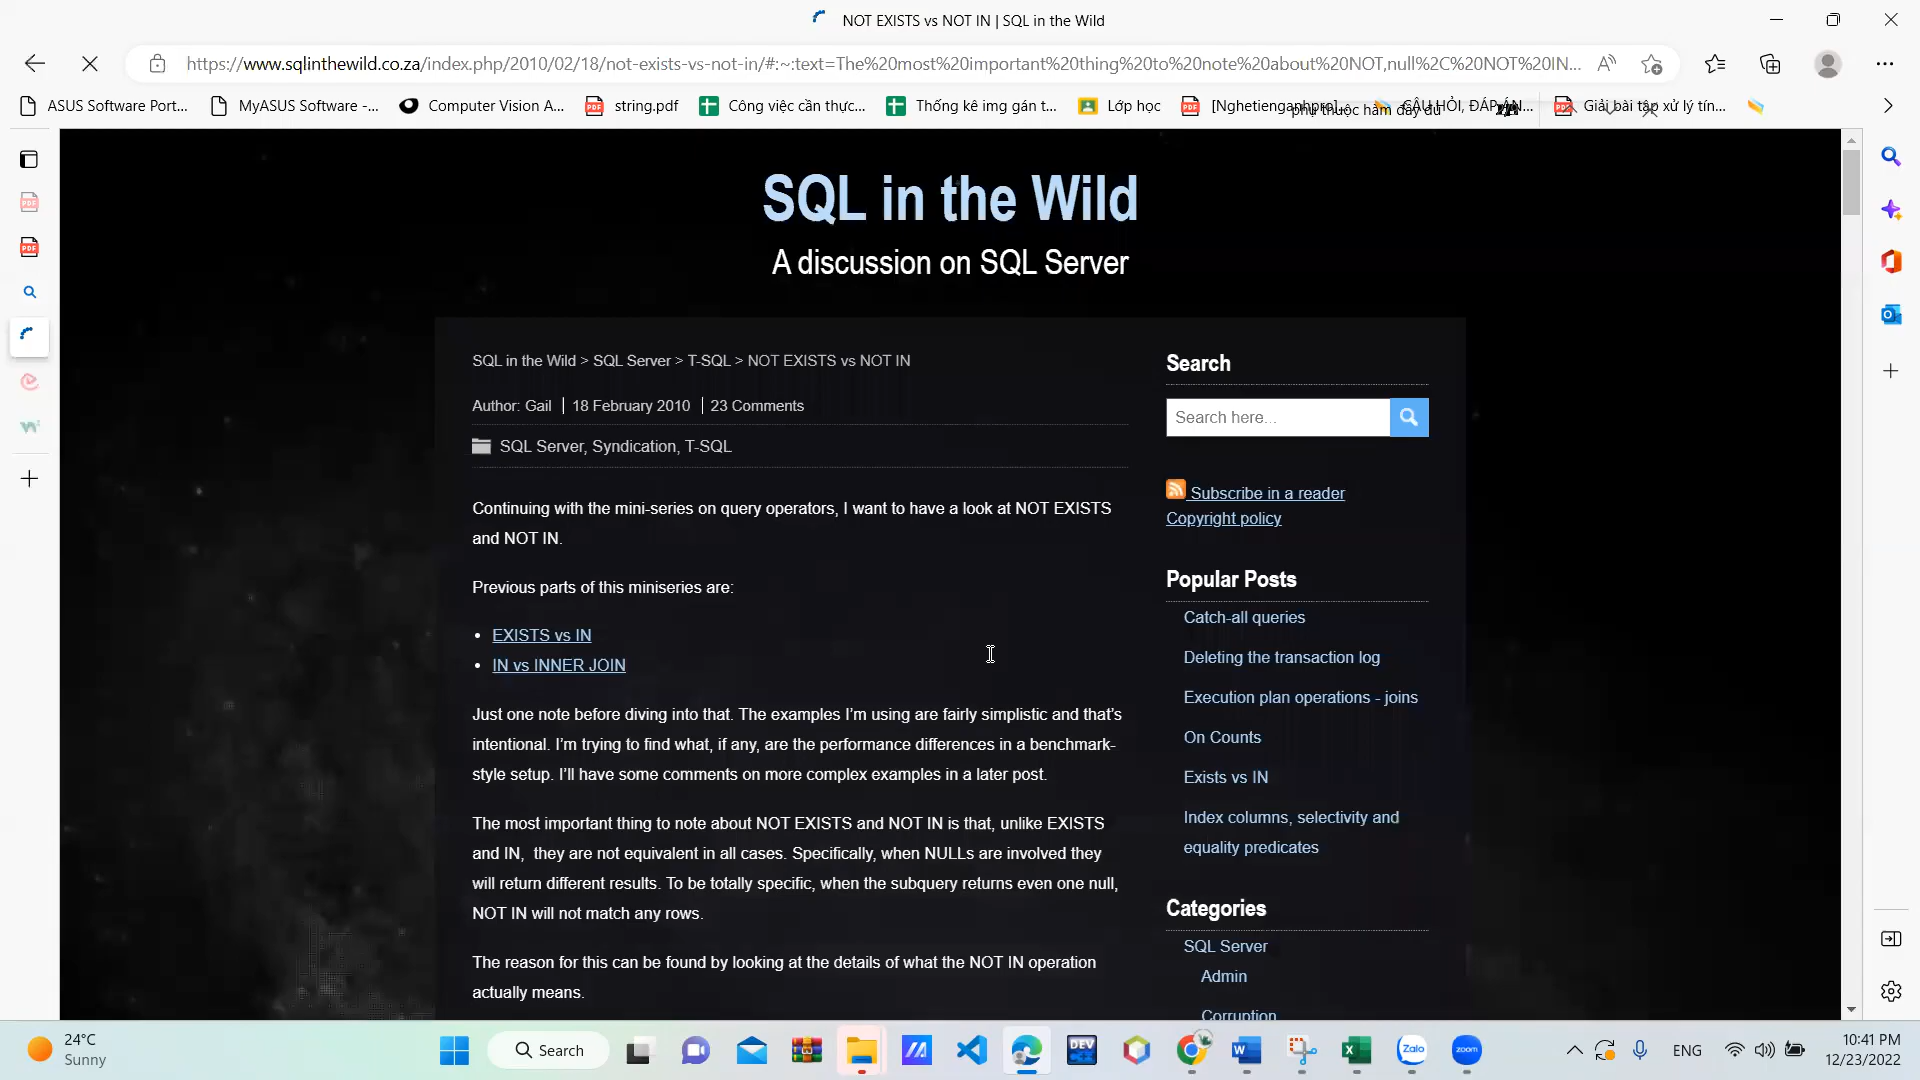 NOT EXISTS vs NOT IN | SQL in the Wild
https://www.sqlinthewild.co.za/index.php/2010/02/18/not-exists-vs-not-in/#:~:text=The%20most%20important%20thing%20to%20note%20about%20NOT,null%2C%20NOT%20IN...
ASUS Software Port...
MyASUS Software -...
Computer Vision A...
string.pdf
Công việc cần thực...
Thống kê img gán t...
Lớp học
[Nghetienganhpro]...
CÂU HỎI, ĐÁP ÁN...
Giải bài tập xử lý tín...
phụ thuộc hàm đầy đủ
SQL in the Wild
A discussion on SQL Server
SQL in the Wild > SQL Server > T-SQL > NOT EXISTS vs NOT IN
Author: Gail | 18 February 2010 | 23 Comments
SQL Server, Syndication, T-SQL
Continuing with the mini-series on query operators, I want to have a look at NOT EXISTS
and NOT IN.
Previous parts of this miniseries are:
• EXISTS vs IN
• IN vs INNER JOIN
Just one note before diving into that. The examples I'm using are fairly simplistic and that's
intentional. I'm trying to find what, if any, are the performance differences in a benchmark-
style setup. I'll have some comments on more complex examples in a later post.
The most important thing to note about NOT EXISTS and NOT IN is that, unlike EXISTS
and IN, they are not equivalent in all cases. Specifically, when NULLs are involved they
will return different results. To be totally specific, when the subquery returns even one null,
NOT IN will not match any rows.
The reason for this can be found by looking at the details of what the NOT IN operation
actually means.
Search
Search here...
Subscribe in a reader
Copyright policy
Popular Posts
Catch-all queries
Deleting the transaction log
Execution plan operations - joins
On Counts
Exists vs IN
Index columns, selectivity and
equality predicates
Categories
SQL Server
Admin
Corruption
24°C
Sunny
Search
DEV
Zalo
zoom
ENG
10:41 PM
12/23/2022